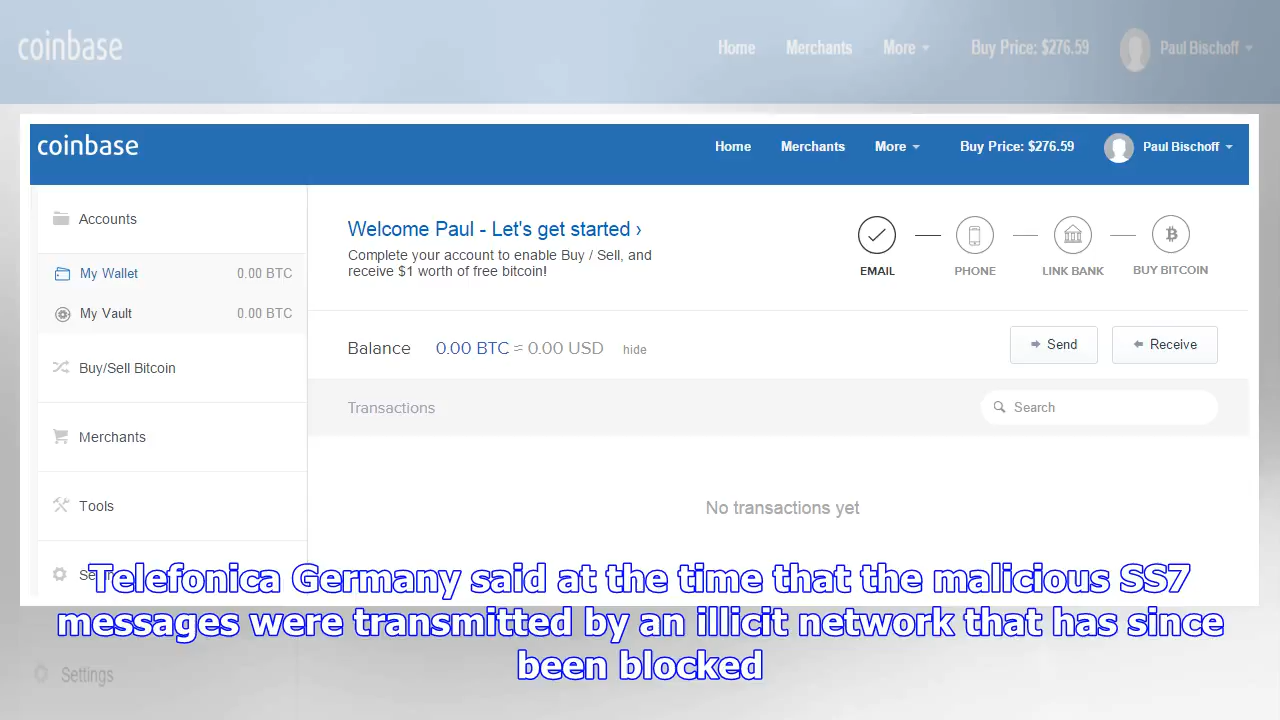 coinbase
Home Merchants More Buy Price: $276.59 Paul Bischoff
coinbase
Home Merchants More Buy Price: $276.59 Paul Bischoff
Accounts
My Wallet 0.00 BTC
My Vault 0.00 BTC
Buy/Sell Bitcoin
Merchants
Tools
Welcome Paul - Let's get started ›
Complete your account to enable Buy / Sell, and
receive $1 worth of free bitcoin!
EMAIL PHONE LINK BANK BUY BITCOIN
Balance 0.00 BTC ≈ 0.00 USD hide
Send Receive
Transactions
Search
No transactions yet
Telefonica Germany said at the time that the malicious SS7
messages were transmitted by an illicit network that has since
been blocked
Settings